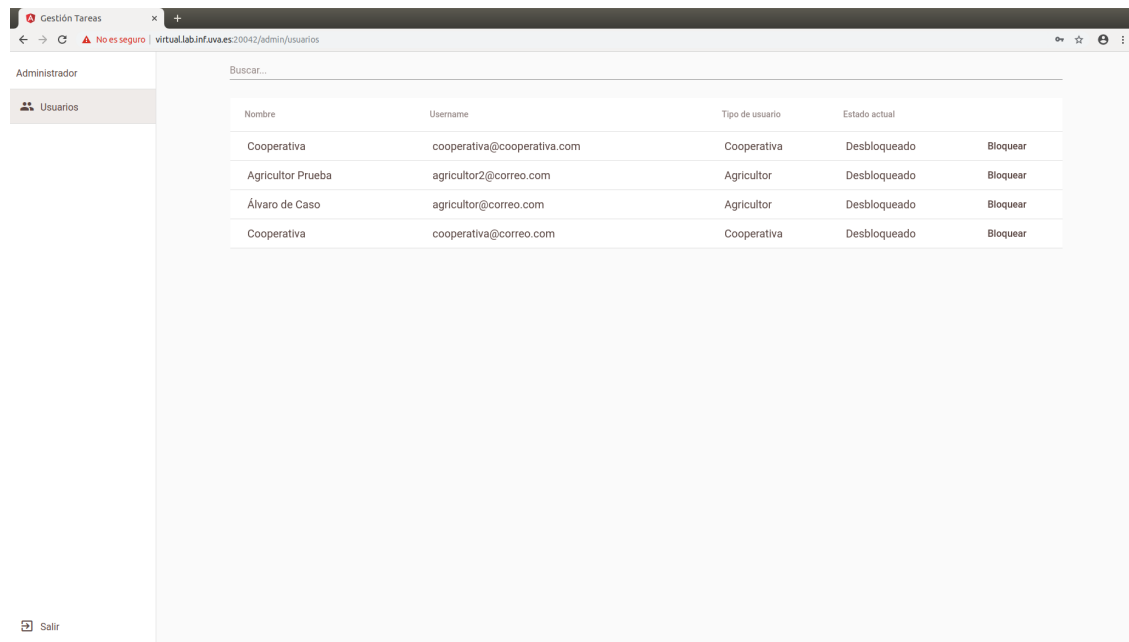 Gestión Tareas
No es seguro | virtual.lab.inf.uva.es:20042/admin/usuarios
Administrador
Usuarios
Buscar...
Nombre Username Tipo de usuario Estado actual
Cooperativa cooperativa@cooperativa.com Cooperativa Desbloqueado Bloquear
Agricultor Prueba agricultor2@correo.com Agricultor Desbloqueado Bloquear
Álvaro de Caso agricultor@correo.com Agricultor Desbloqueado Bloquear
Cooperativa cooperativa@correo.com Cooperativa Desbloqueado Bloquear
Salir